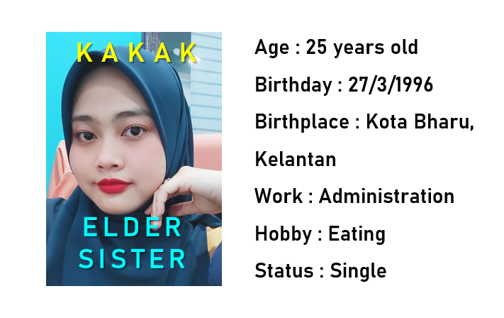 KAKAK
ELDER
SISTER
Age : 25 years old
Birthday : 27/3/1996
Birthplace : Kota Bharu,
Kelantan
Work : Administration
Hobby : Eating
Status : Single